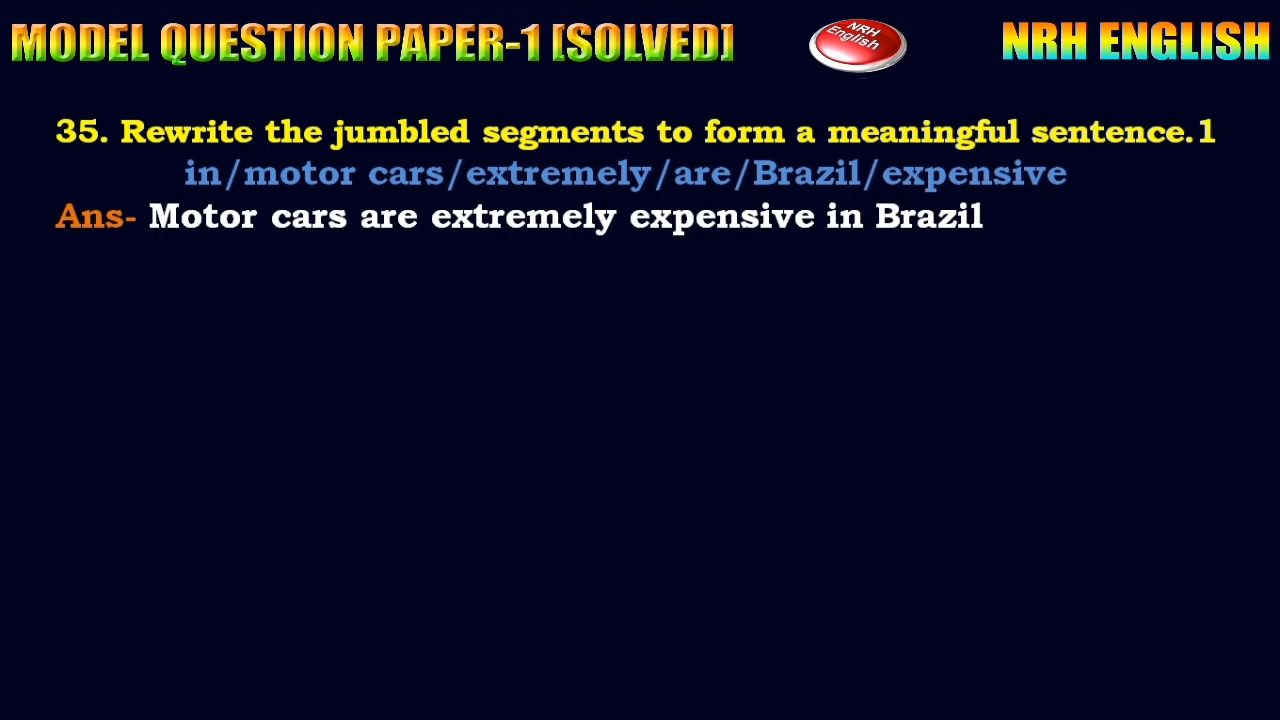 MODEL QUESTION PAPER-1 [SOLVED]
NRH
English
NRH ENGLISH
35. Rewrite the jumbled segments to form a meaningful sentence.1
in/motor cars/extremely/are/Brazil/expensive
Ans- Motor cars are extremely expensive in Brazil